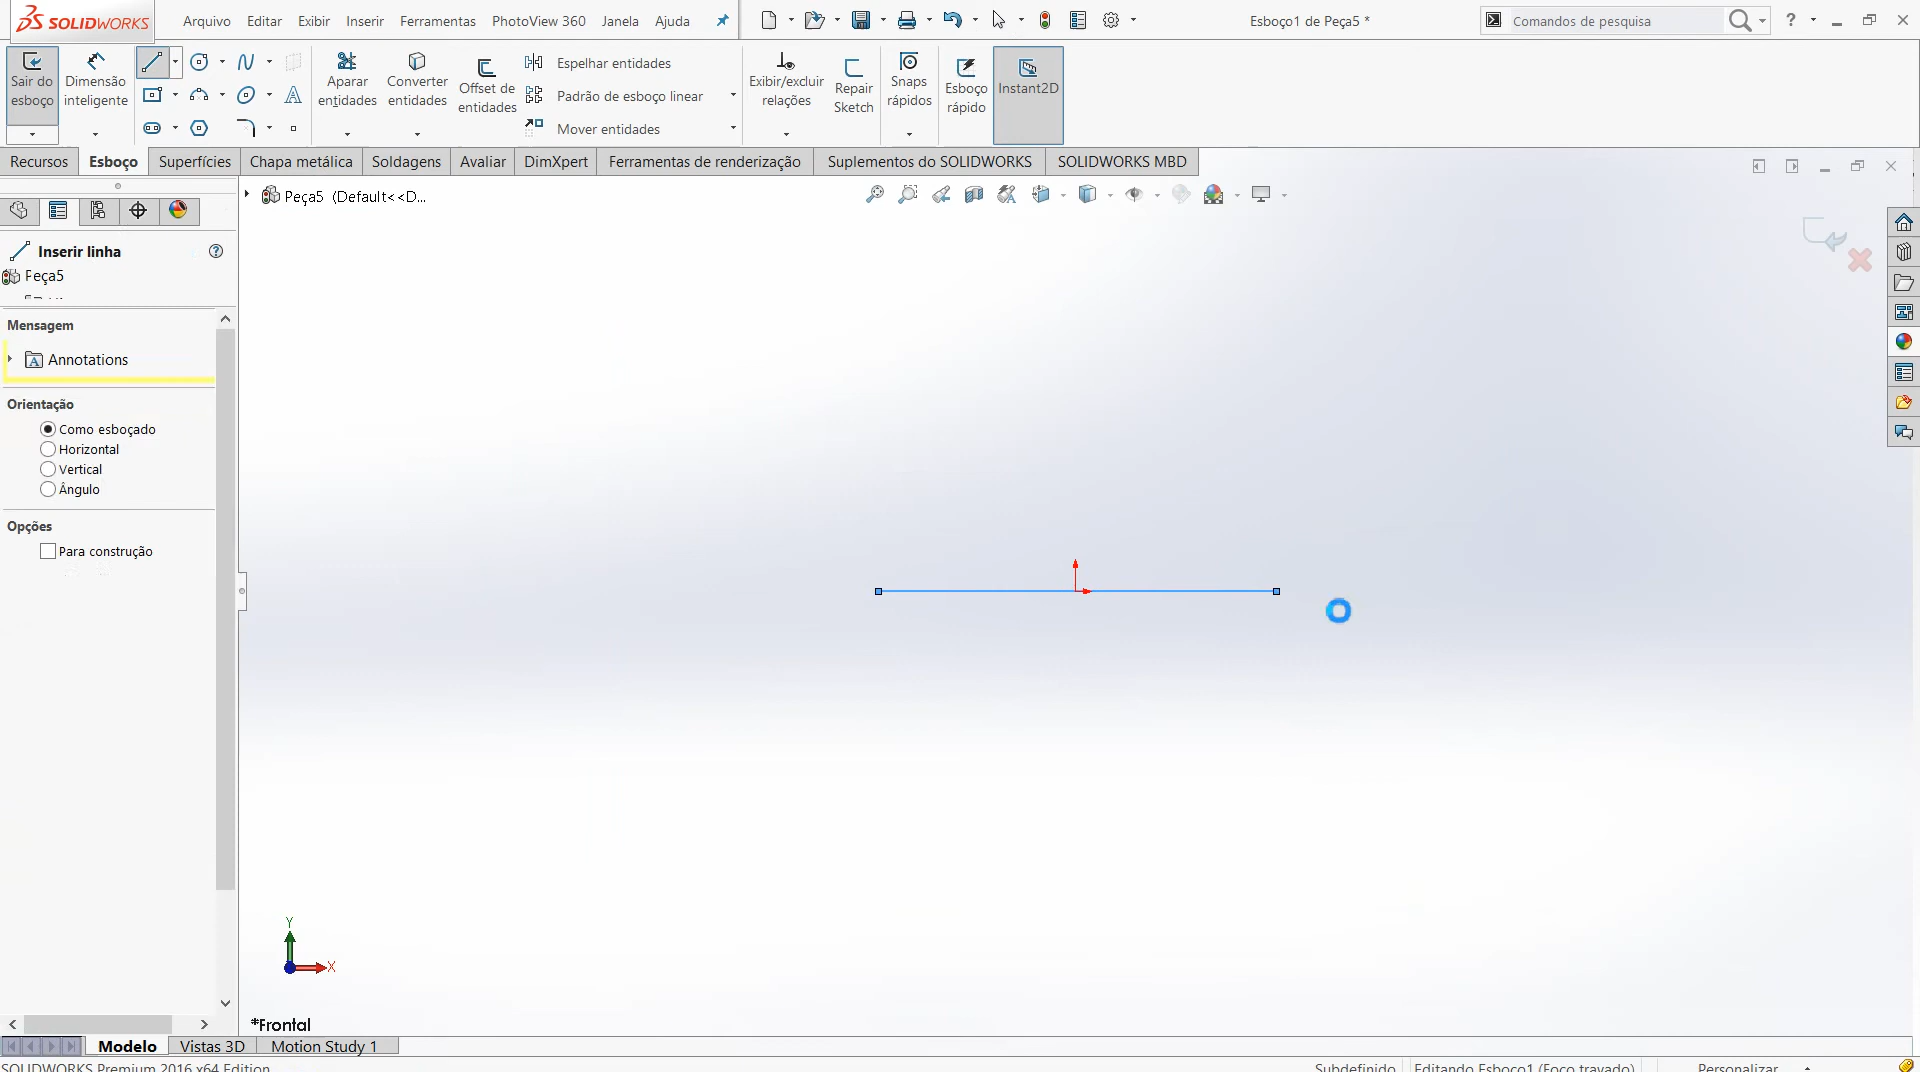 SOLIDWORKS
Arquivo Editar Exibir Inserir Ferramentas PhotoView 360 Janela Ajuda
Esboço1 de Peça5 *
Comandos de pesquisa
?
Sair do esboço
Dimensão inteligente
Aparar entidades
Converter entidades
Offset de entidades
Espelhar entidades
Padrão de esboço linear
Mover entidades
Exibir/excluir relações
Repair Sketch
Snaps rápidos
Esboço rápido
Instant2D
Recursos Esboço Superfícies Chapa metálica Soldagens Avaliar DimXpert Ferramentas de renderização Suplementos do SOLIDWORKS SOLIDWORKS MBD
Peça5 (Default<<D...
Inserir linha
Peça5
Mensagem
A Annotations
Orientação
Como esboçado
Horizontal
Vertical
Ângulo
Opções
Para construção
Y
X
*Frontal
Modelo Vistas 3D Motion Study 1
SOLIDWORKS Premium 2016 x64 Edition
Subdefinido Editando Esboço1 (Foco travado) Personalizar